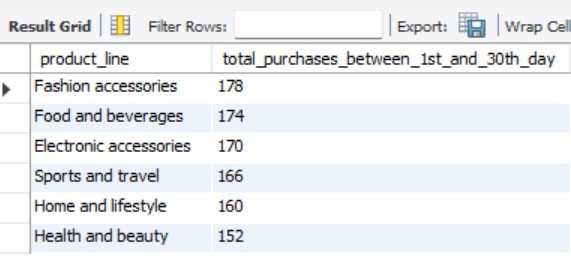 Result Grid Filter Rows: Export: Wrap Cell
product_line total_purchases_between_1st_and_30th_day
Fashion accessories 178
Food and beverages 174
Electronic accessories 170
Sports and travel 166
Home and lifestyle 160
Health and beauty 152